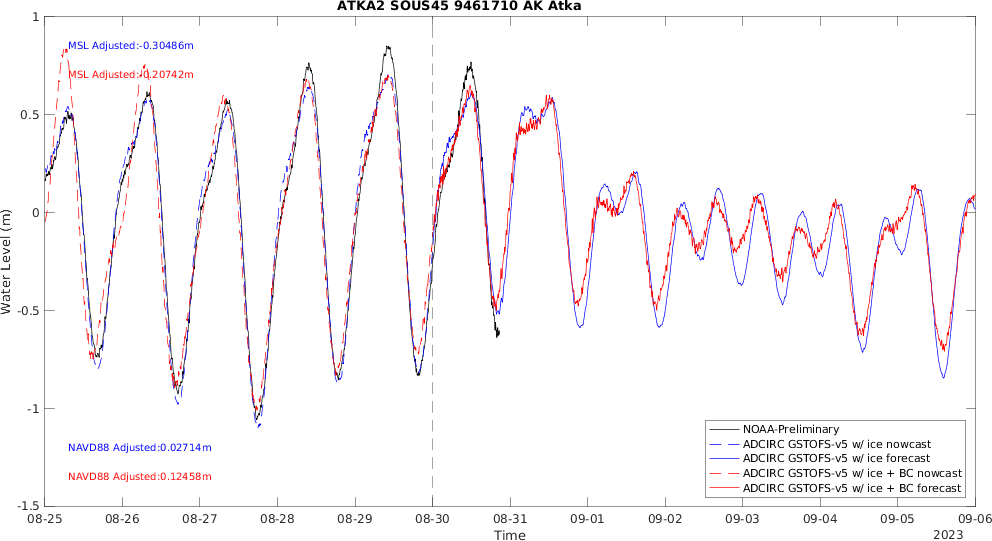 ATKA2 SOUS45 9461710 AK Atka
1
MSL Adjusted:-0.30486m
MSL Adjusted:-0.20742m
0.5
0
Water Level (m)
-0.5
-1
NAVD88 Adjusted:0.02714m
NAVD88 Adjusted:0.12458m
NOAA-Preliminary
ADCIRC GSTOFS-v5 w/ ice nowcast
ADCIRC GSTOFS-v5 w/ ice forecast
ADCIRC GSTOFS-v5 w/ ice + BC nowcast
ADCIRC GSTOFS-v5 w/ ice + BC forecast
-1.5
08-25 08-26 08-27 08-28 08-29 08-30 08-31 09-01 09-02 09-03 09-04 09-05 09-06
Time
2023